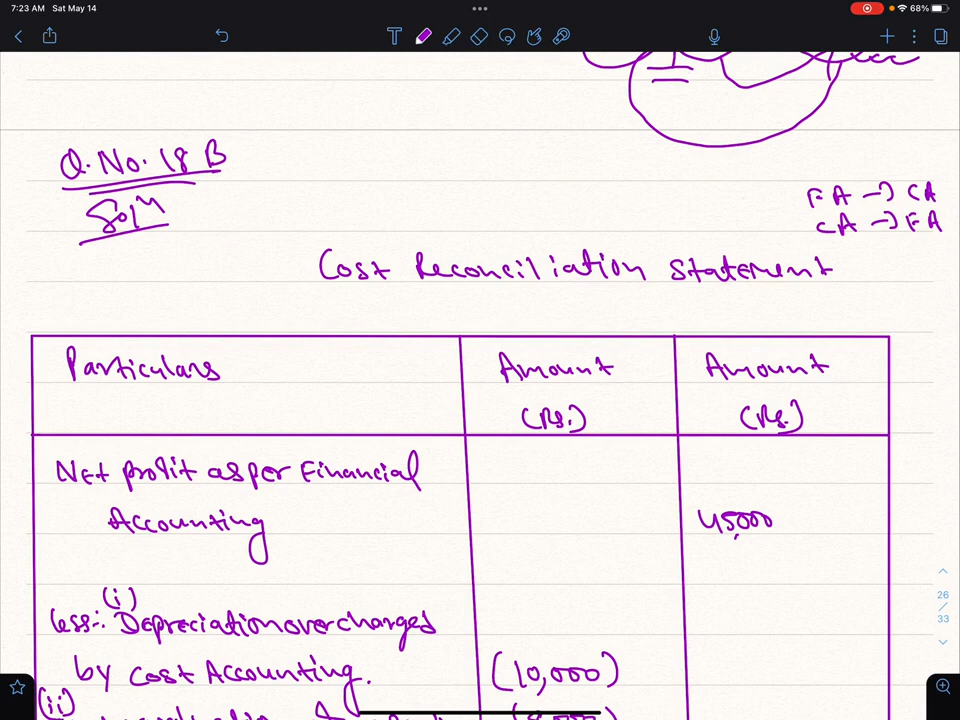 7:23 AM Sat May 14
68%
Q. No. 18 B
Solⁿ
FA → CA
CA → FA
Cost Reconciliation Statement
Particulars Amount (Rs.) Amount (Rs.)
Net profit as per Financial
Accounting 45,000
(i)
less:- Depreciation overcharged
by Cost Accounting. (10,000)
(ii)
26
/
33